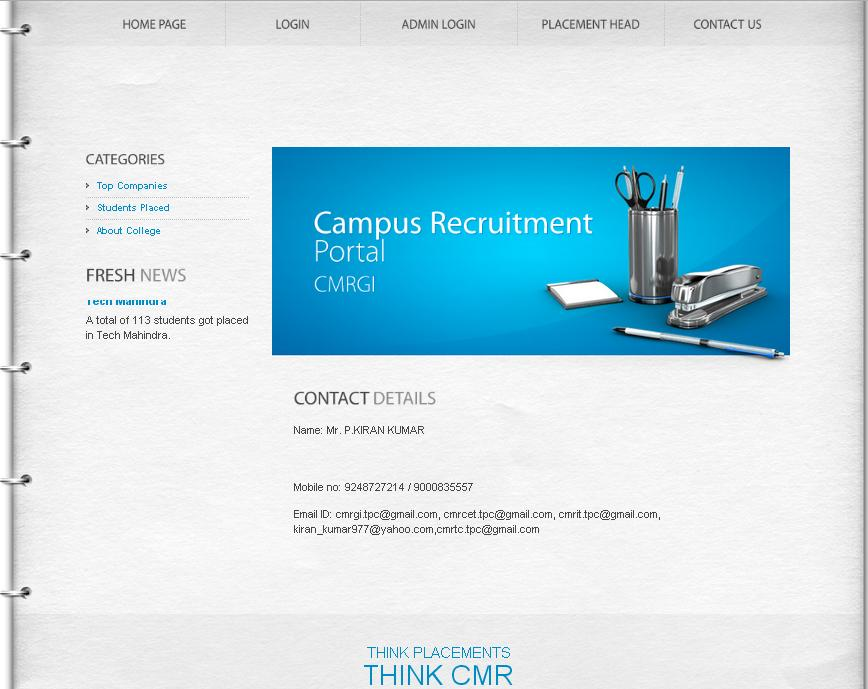 HOME PAGE
LOGIN
ADMIN LOGIN
PLACEMENT HEAD
CONTACT US
CATEGORIES
Top Companies
Students Placed
About College
FRESH NEWS
Tech Mahindra
A total of 113 students got placed
in Tech Mahindra.
Campus Recruitment
Portal
CMRGI
CONTACT DETAILS
Name: Mr. P.KIRAN KUMAR
Mobile no: 9248727214 / 9000835557
Email ID: cmrgi.tpc@gmail.com, cmrcet.tpc@gmail.com, cmrit.tpc@gmail.com,
kiran_kumar977@yahoo.com,cmrtc.tpc@gmail.com
THINK PLACEMENTS
THINK CMR